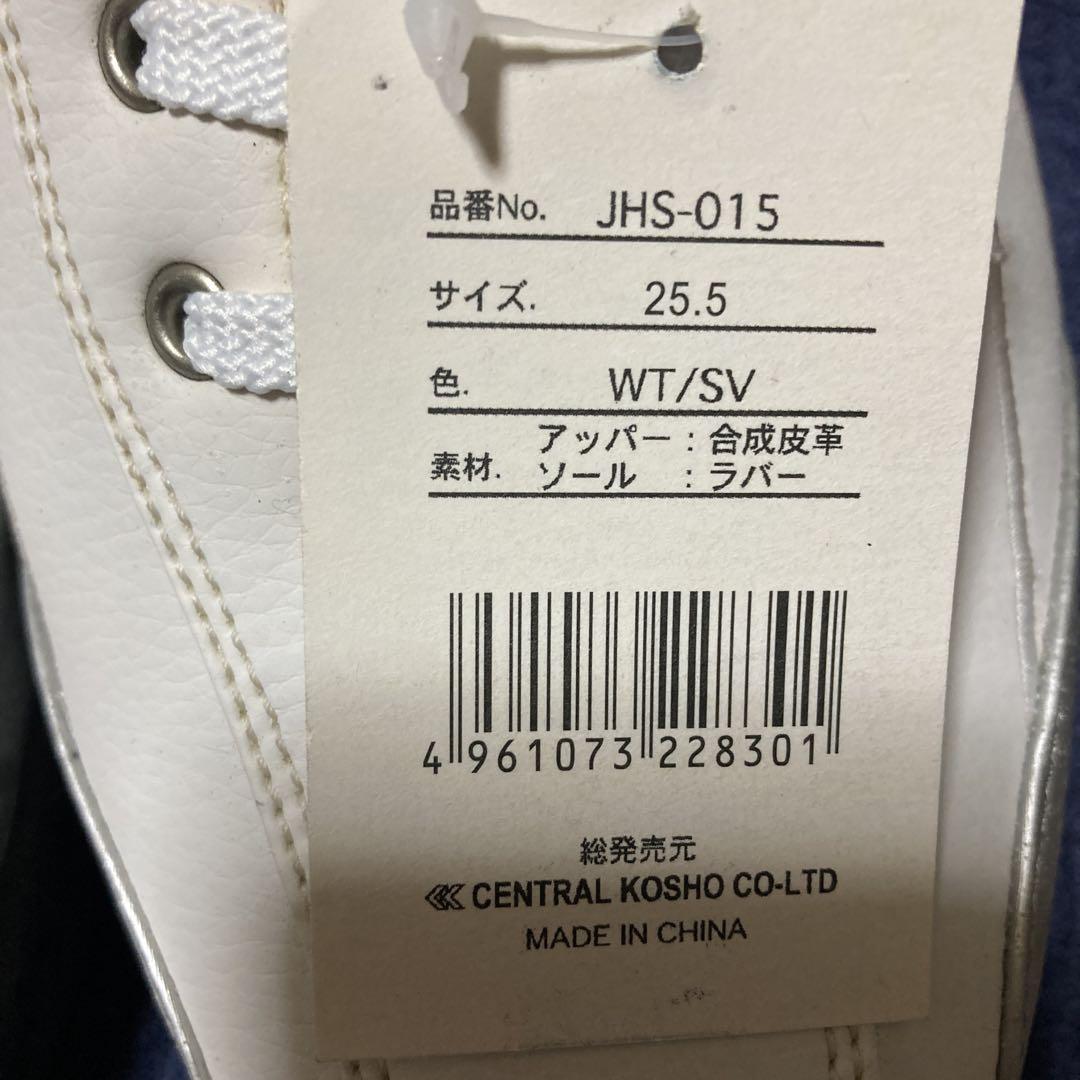 品番No. JHS-015
サイズ. 25.5
色. WT/SV
素材. アッパー : 合成皮革
ソール : ラバー
4 961073 228301
総発売元
CENTRAL KOSHO CO-LTD
MADE IN CHINA